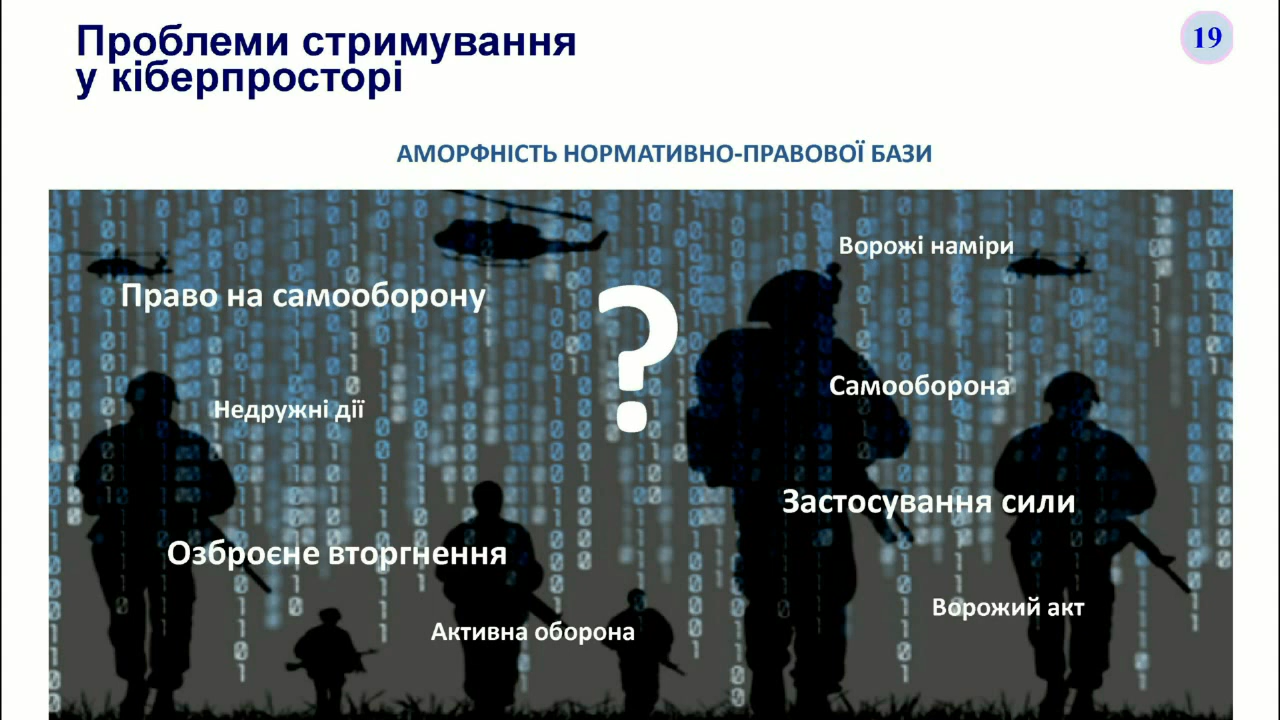 Проблеми стримування
у кіберпросторі
19
АМОРФНІСТЬ НОРМАТИВНО-ПРАВОВОЇ БАЗИ
Ворожі наміри
Право на самооборону
?
Самооборона
Недружні дії
Застосування сили
Озброєне вторгнення
Ворожий акт
Активна оборона